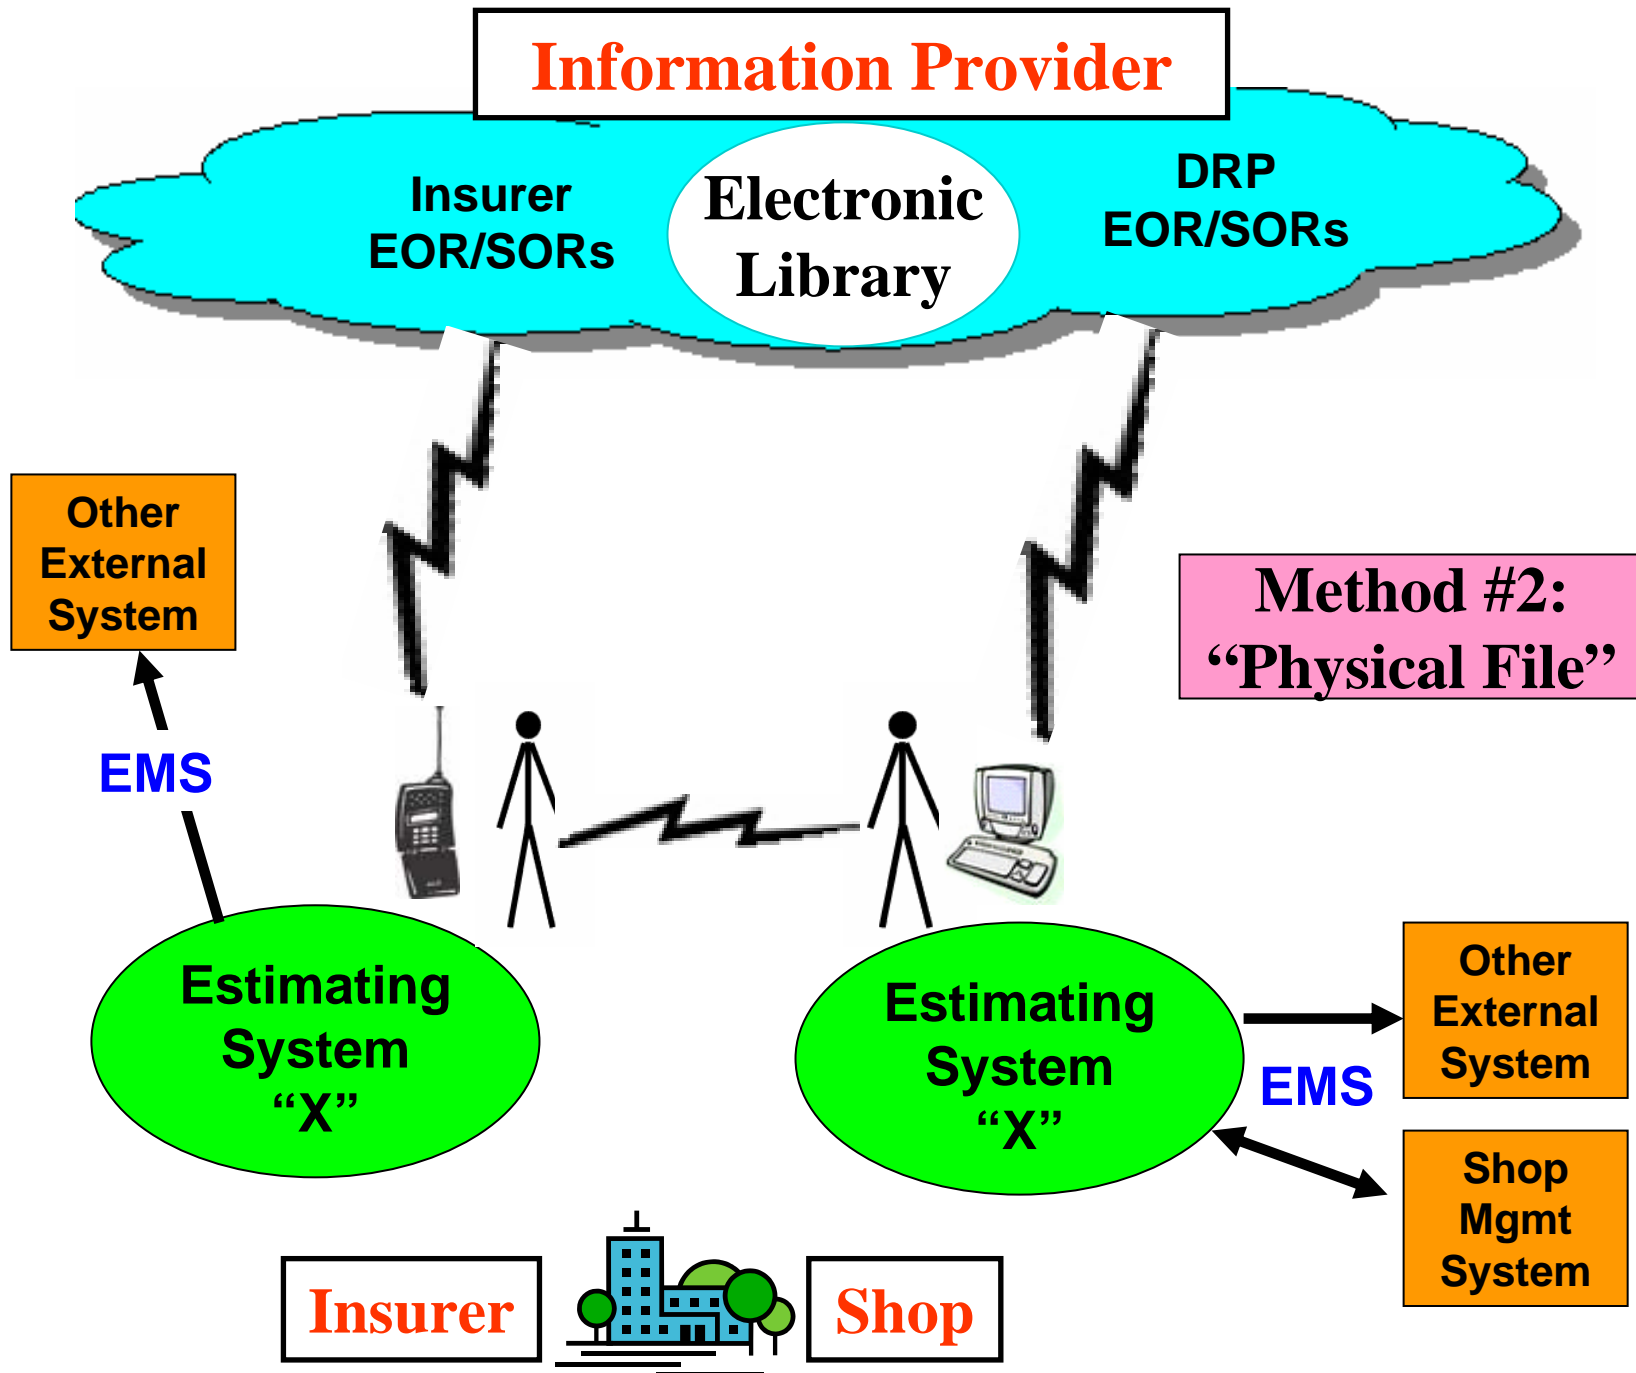 Information Provider
Insurer
EOR/SORs
Electronic
Library
DRP
EOR/SORs
Other
External
System
Method #2:
“Physical File”
EMS
Estimating
System
“X”
Estimating
System
“X”
Other
External
System
EMS
Shop
Mgmt
System
Insurer
Shop